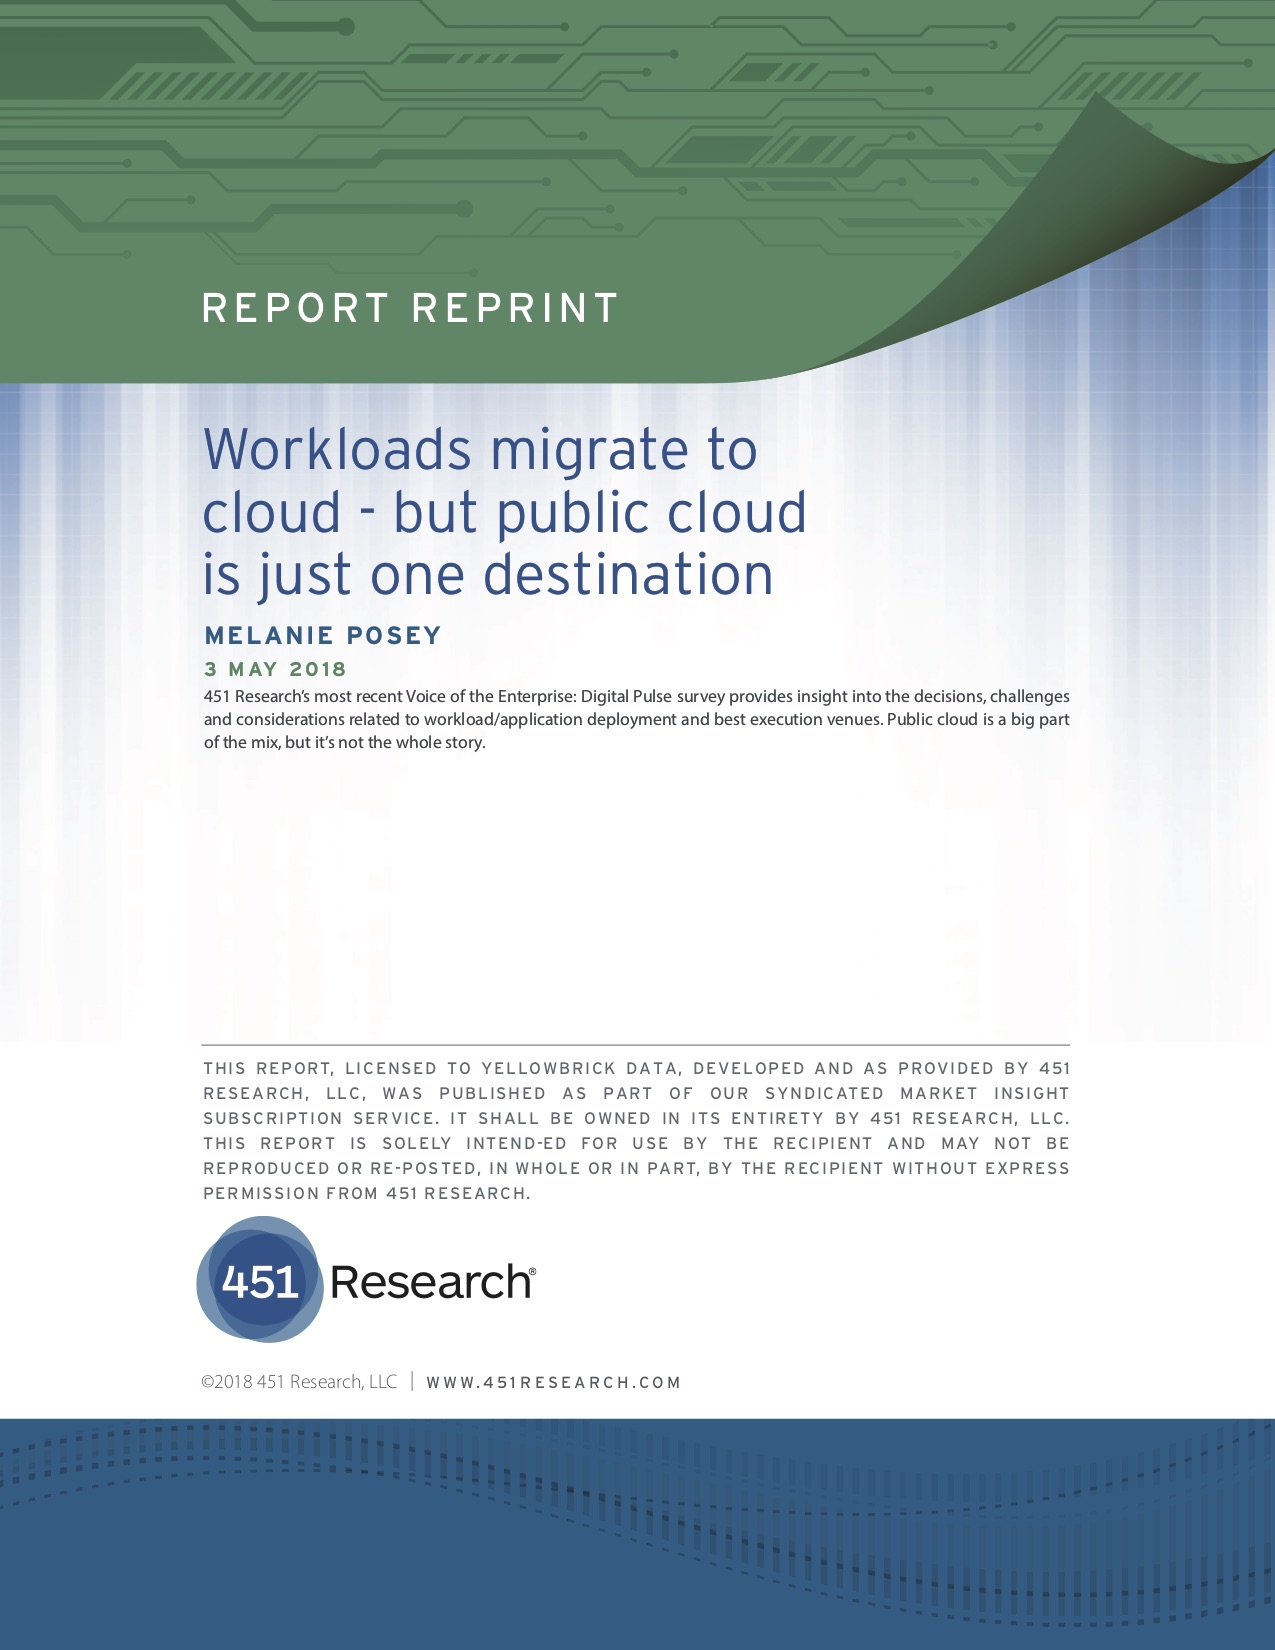 REPORT REPRINT
Workloads migrate to
cloud - but public cloud
is just one destination
MELANIE POSEY
3 MAY 2018
451 Research’s most recent Voice of the Enterprise: Digital Pulse survey provides insight into the decisions, challenges
and considerations related to workload/application deployment and best execution venues. Public cloud is a big part
of the mix, but it’s not the whole story.
THIS REPORT, LICENSED TO YELLOWBRICK DATA, DEVELOPED AND AS PROVIDED BY 451
RESEARCH, LLC, WAS PUBLISHED AS PART OF OUR SYNDICATED MARKET INSIGHT
SUBSCRIPTION SERVICE. IT SHALL BE OWNED IN ITS ENTIRETY BY 451 RESEARCH, LLC.
THIS REPORT IS SOLELY INTEND-ED FOR USE BY THE RECIPIENT AND MAY NOT BE
REPRODUCED OR RE-POSTED, IN WHOLE OR IN PART, BY THE RECIPIENT WITHOUT EXPRESS
PERMISSION FROM 451 RESEARCH.
451 Research®
©2018 451 Research, LLC | WWW.451RESEARCH.COM